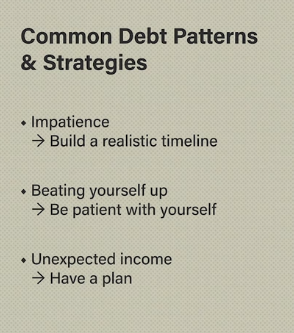 Common Debt Patterns
& Strategies
⬩ Impatience
→ Build a realistic timeline
⬩ Beating yourself up
→ Be patient with yourself
⬩ Unexpected income
→ Have a plan